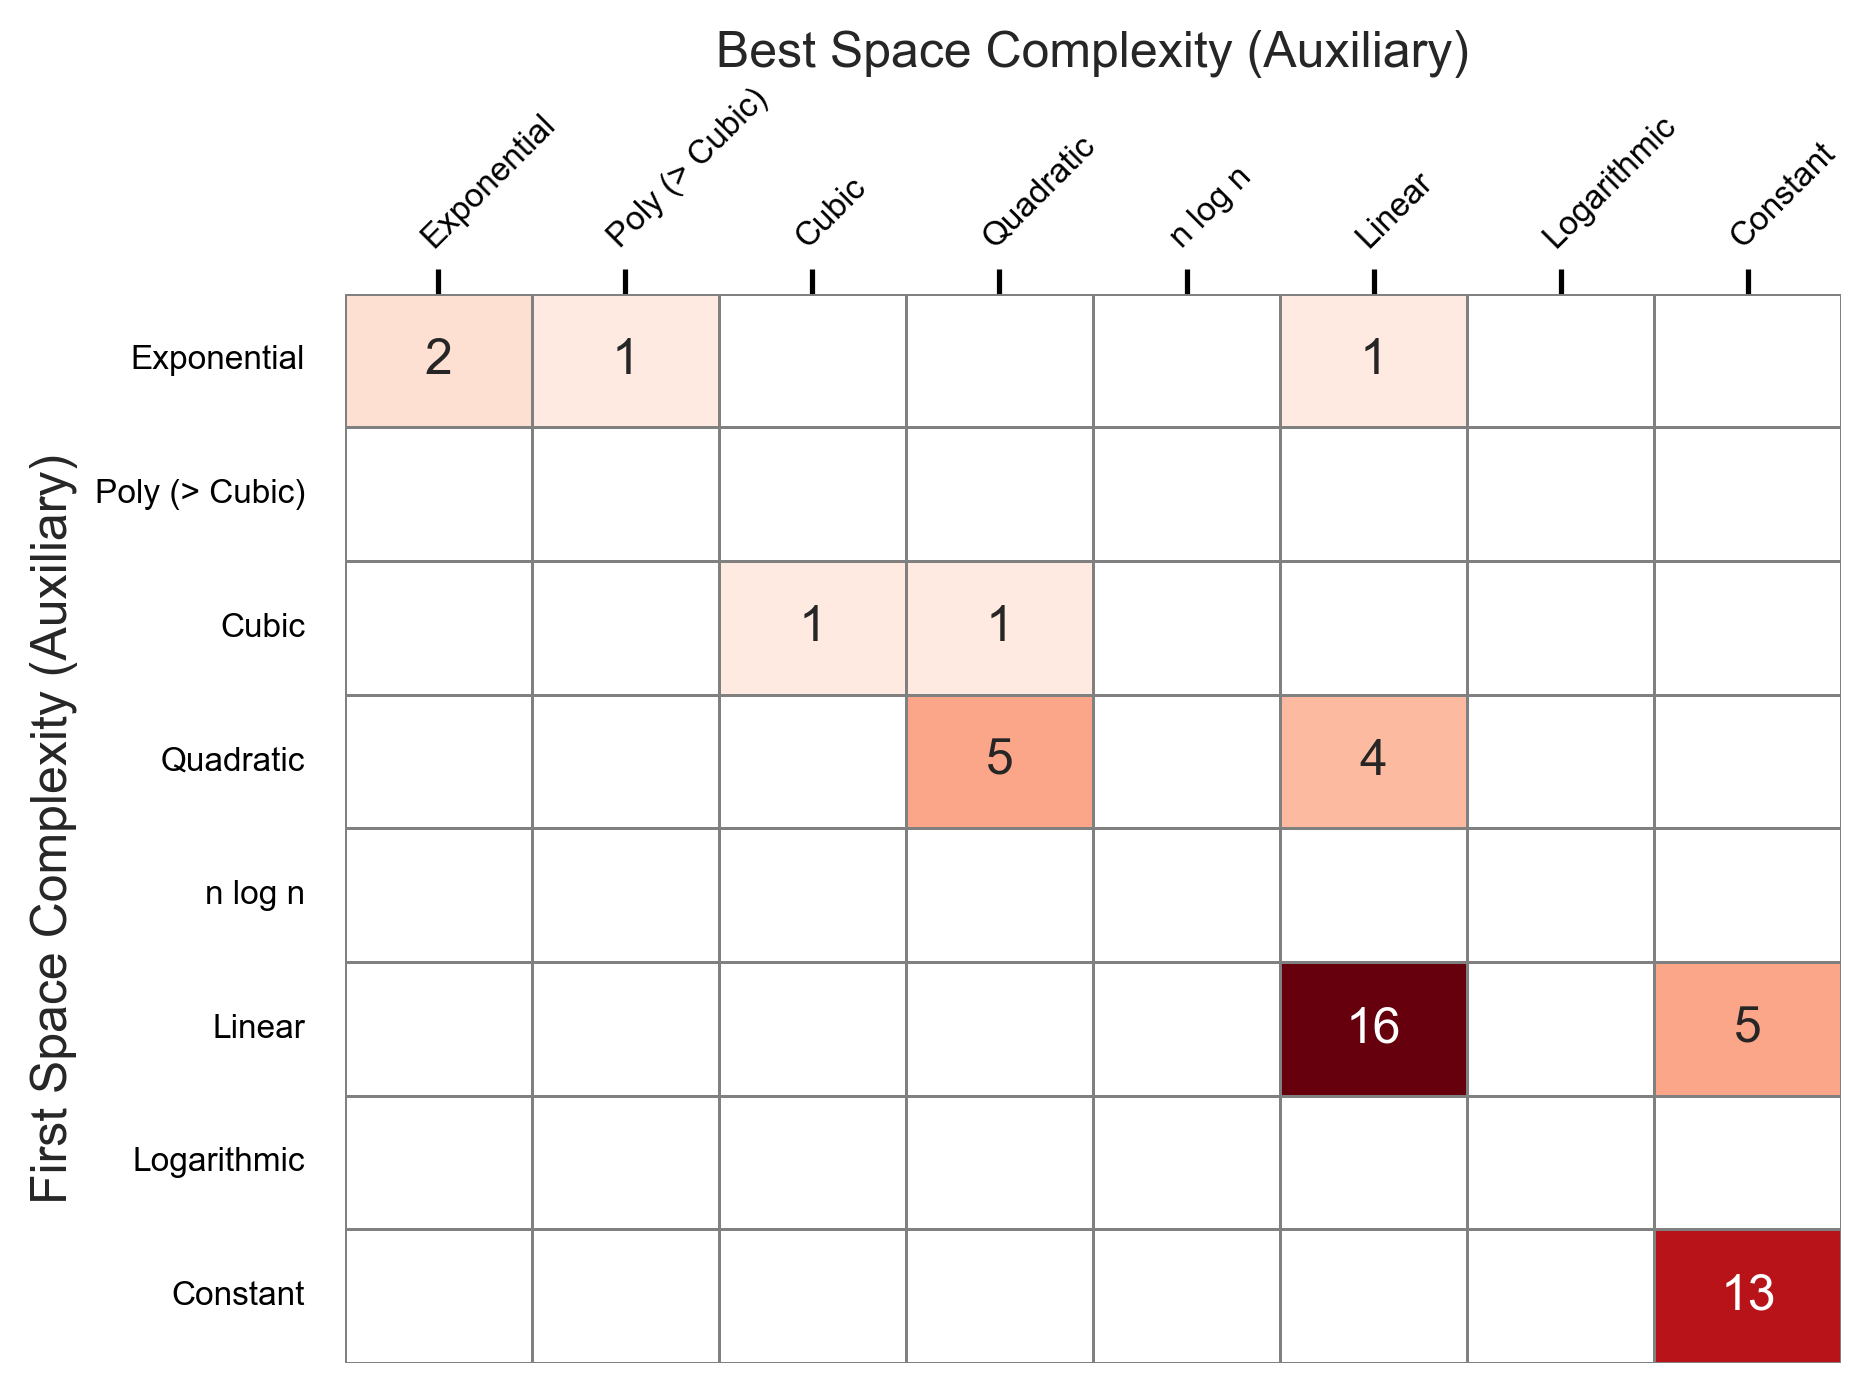 Best Space Complexity (Auxiliary)
Exponential
Poly (> Cubic)
Cubic
Quadratic
n log n
Linear
Logarithmic
Constant
First Space Complexity (Auxiliary)
Exponential 2 1 1
Poly (> Cubic)
Cubic 1 1
Quadratic 5 4
n log n
Linear 16 5
Logarithmic
Constant 13